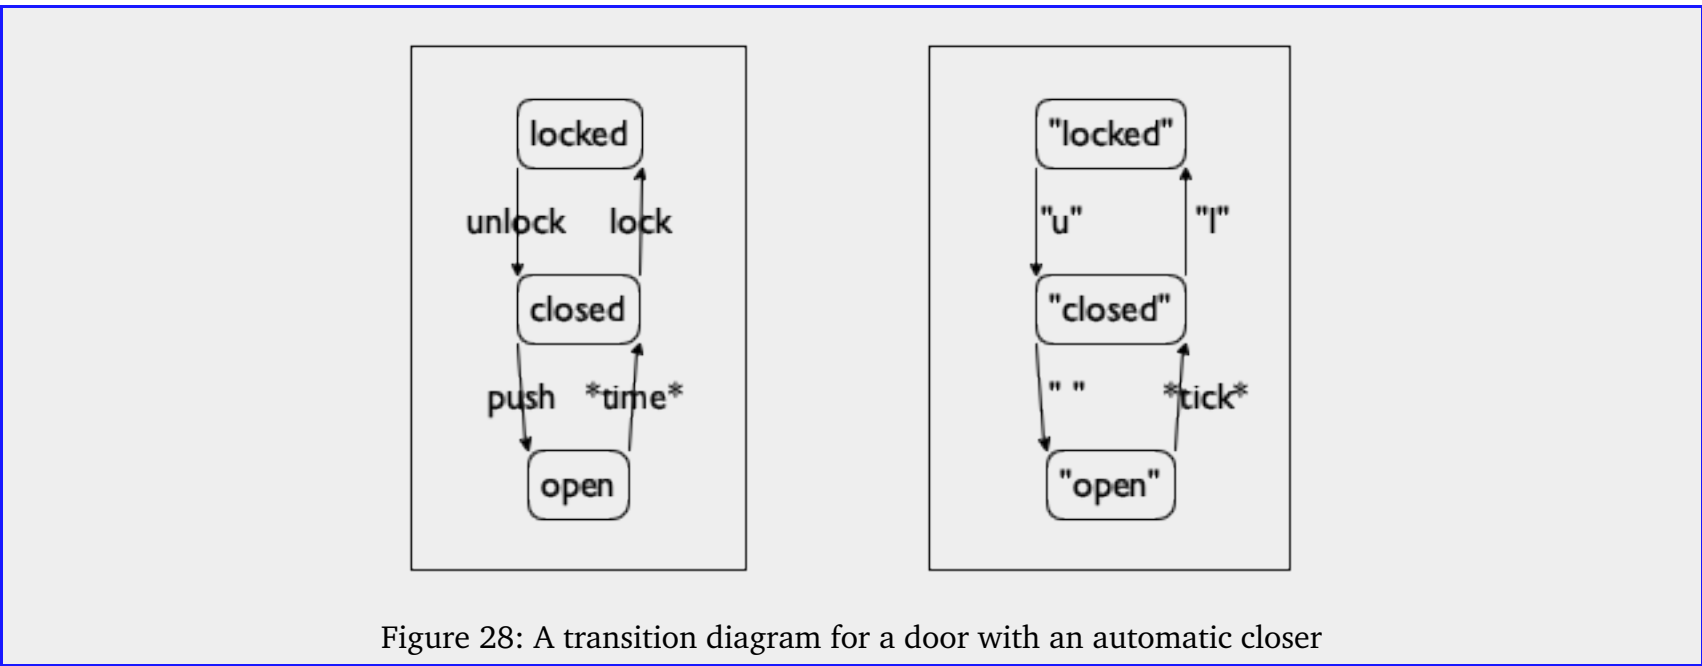 locked
unlock lock
closed
push *time*
open
"locked"
"u" "l"
"closed"
" " *tick*
"open"
Figure 28: A transition diagram for a door with an automatic closer